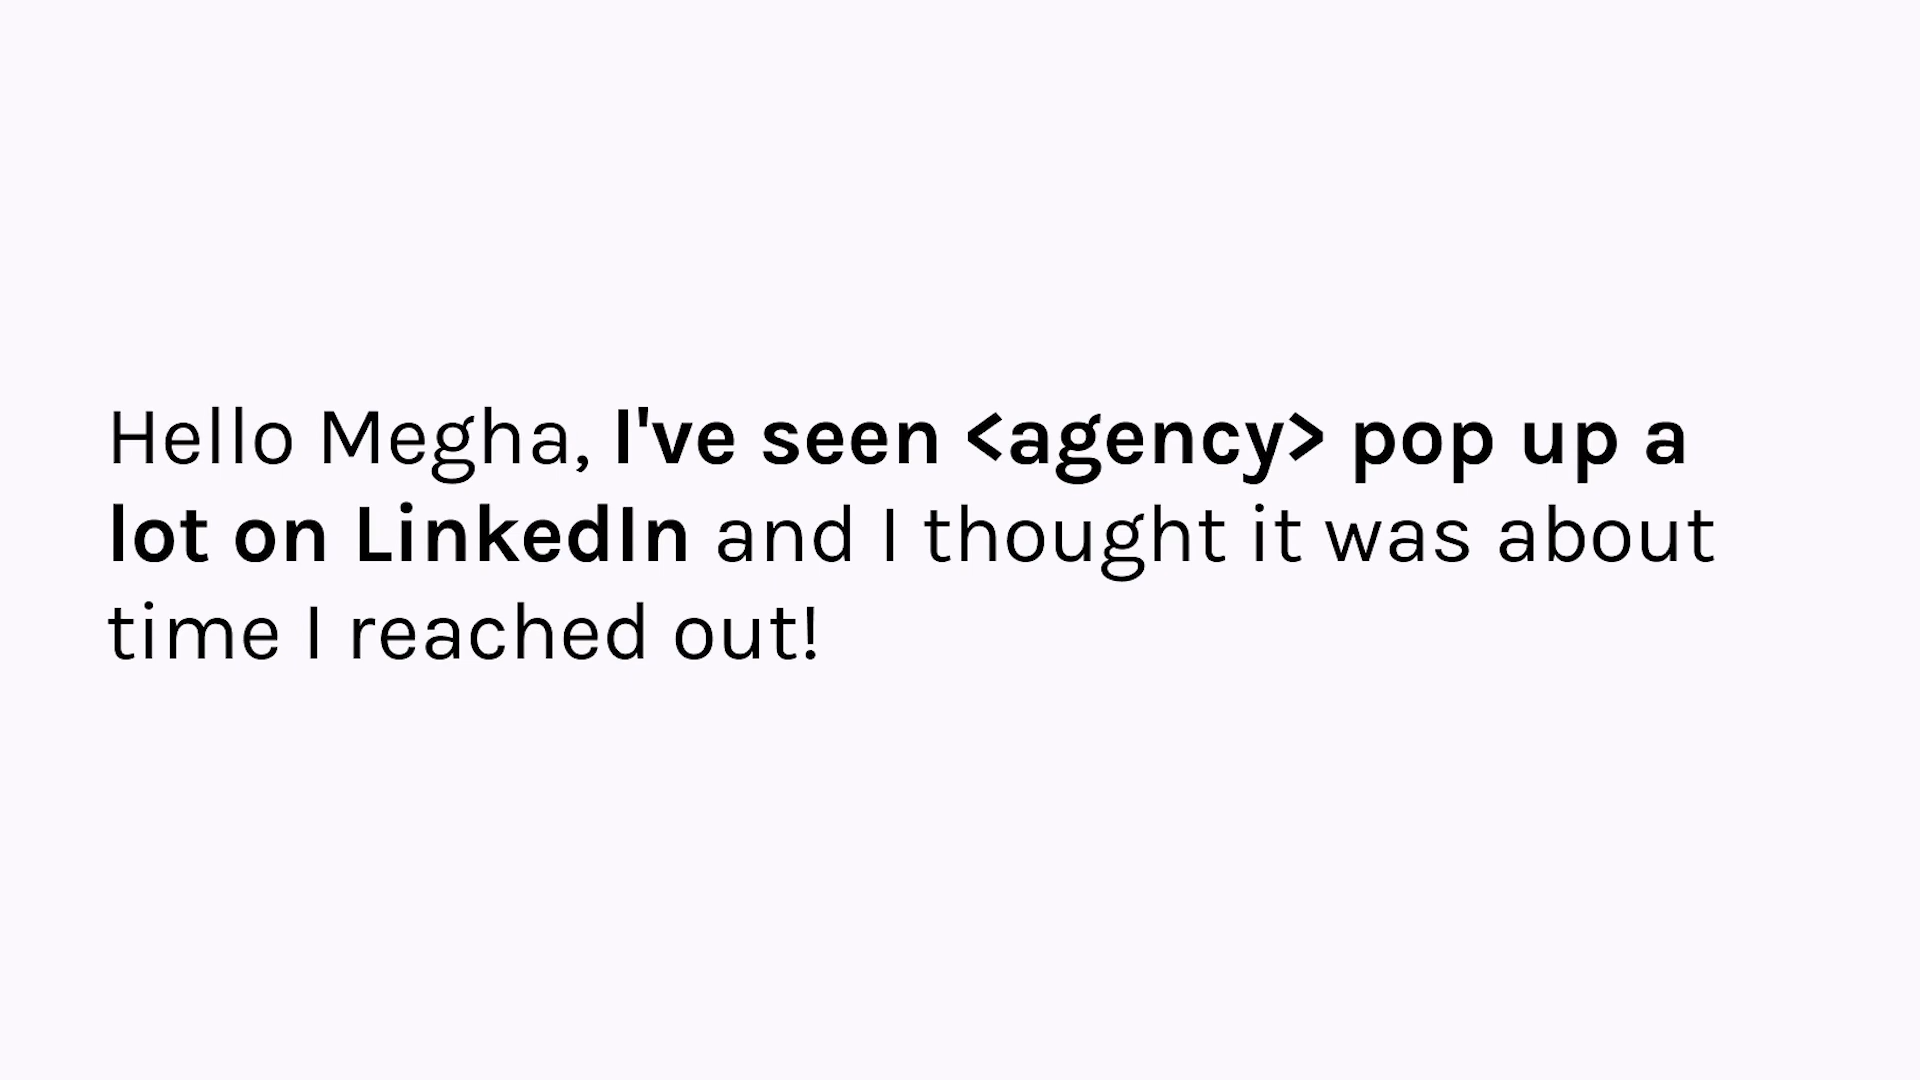 Hello Megha, I've seen <agency> pop up a
lot on LinkedIn and I thought it was about
time I reached out!